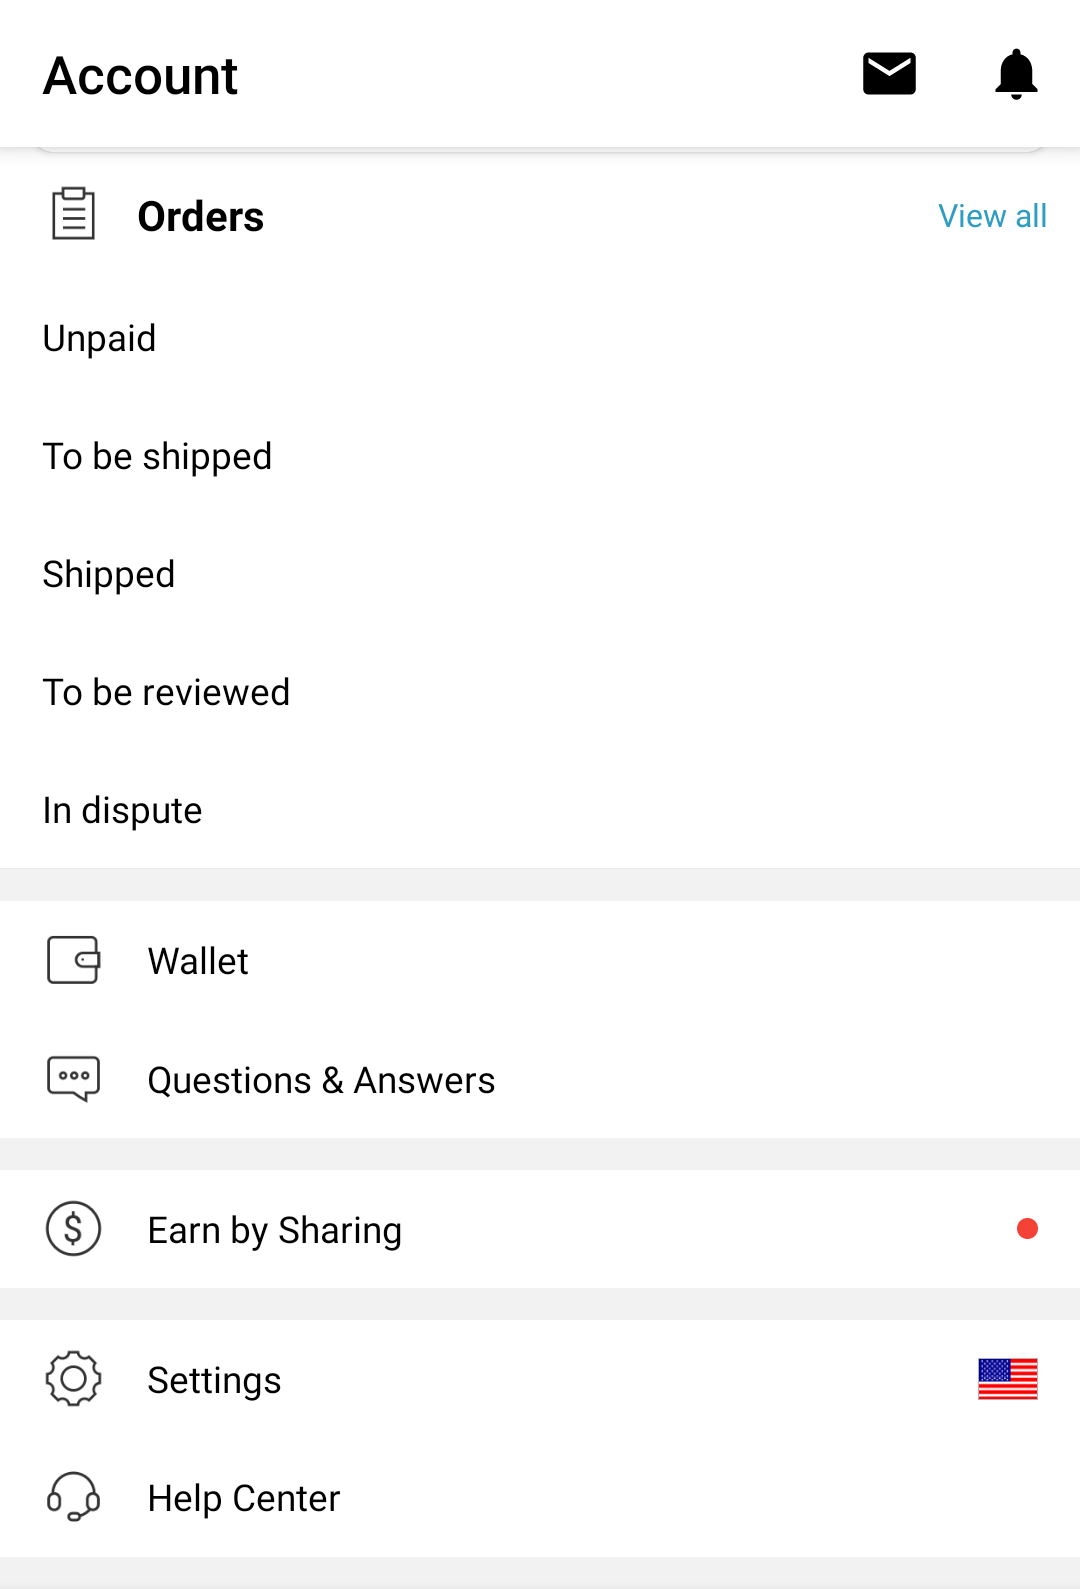 Account
Orders
View all
Unpaid
To be shipped
Shipped
To be reviewed
In dispute
Wallet
Questions & Answers
Earn by Sharing
Settings
Help Center